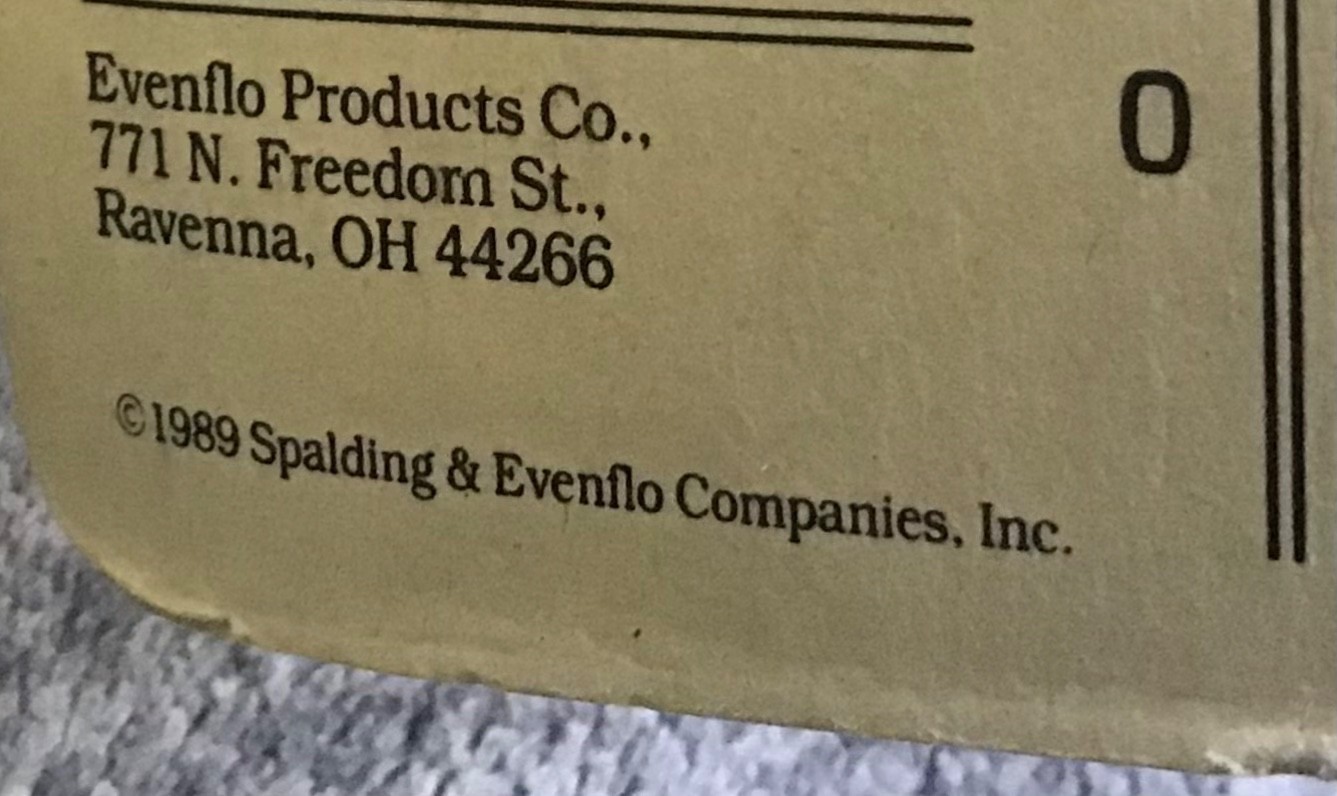 Evenflo Products Co.,
771 N. Freedom St.,
Ravenna, OH 44266
0
©1989 Spalding & Evenflo Companies, Inc.